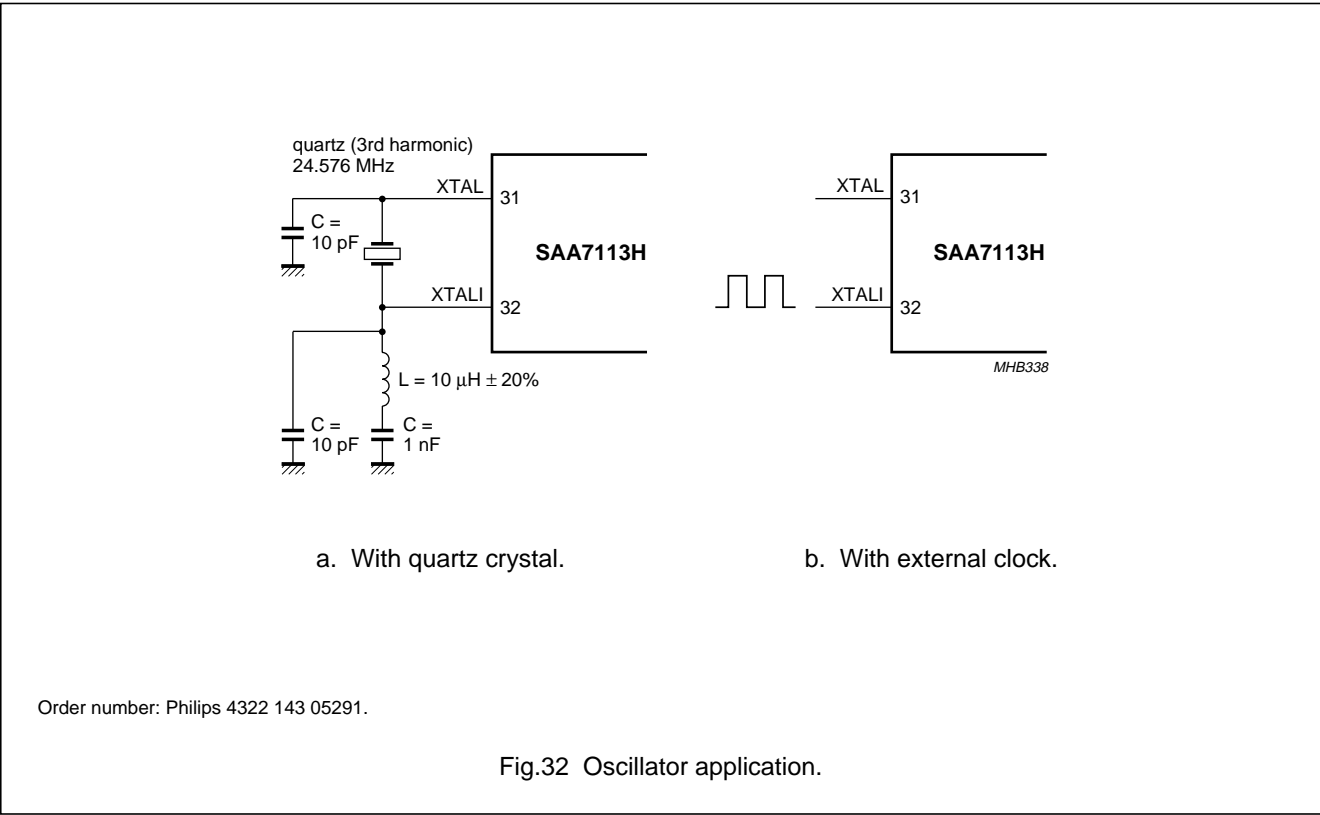 quartz (3rd harmonic)
24.576 MHz
XTAL
31
C =
10 pF
SAA7113H
XTALI
32
L = 10 μH ± 20%
C =
10 pF
C =
1 nF
XTAL
31
SAA7113H
XTALI
32
MHB338
a. With quartz crystal.
b. With external clock.
Order number: Philips 4322 143 05291.
Fig.32 Oscillator application.